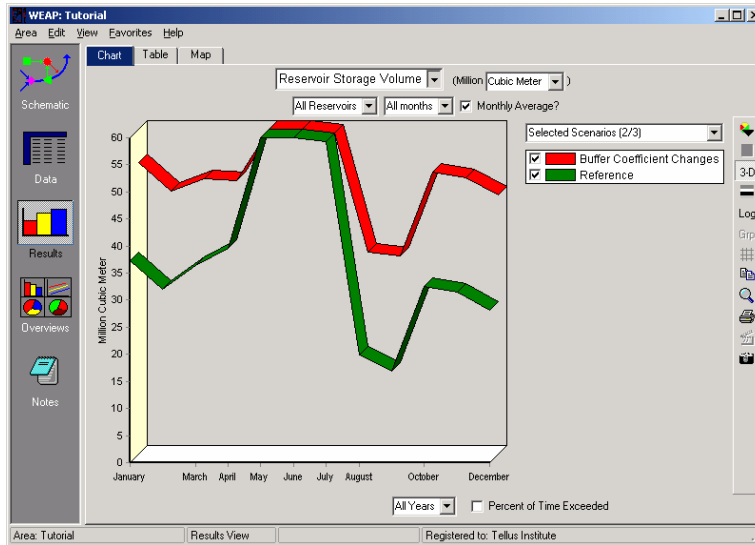 WEAP: Tutorial
Area Edit View Favorites Help
Chart Table Map
Reservoir Storage Volume (Million Cubic Meter )
All Reservoirs All months Monthly Average?
Selected Scenarios (2/3)
Buffer Coefficient Changes
Reference
Schematic
Data
Results
Overviews
Notes
3-D
Log
Grp
Million Cubic Meter
60
55
50
45
40
35
30
25
20
15
10
5
0
January March April May June July August October December
All Years Percent of Time Exceeded
Area: Tutorial Results View Registered to: Tellus Institute